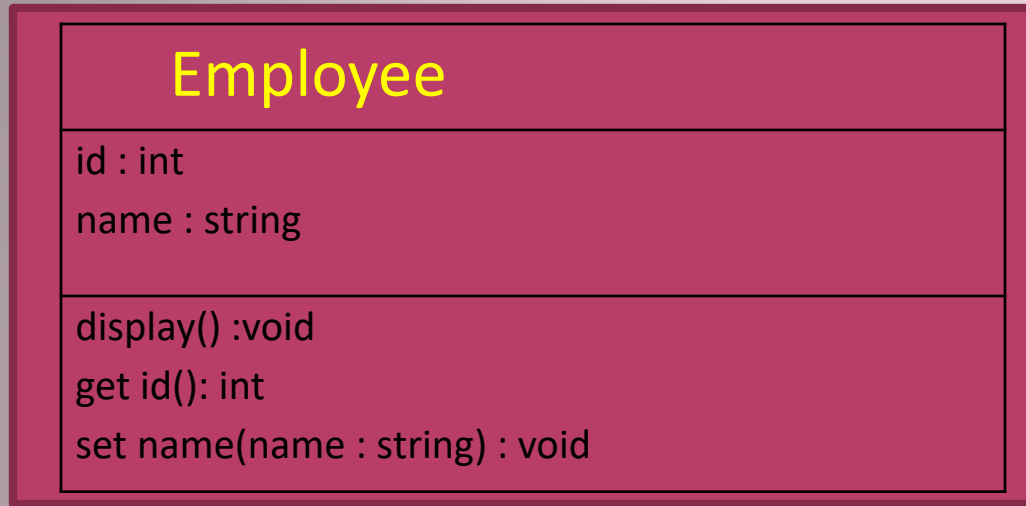 Employee
id : int
name : string
display() :void
get id(): int
set name(name : string) : void